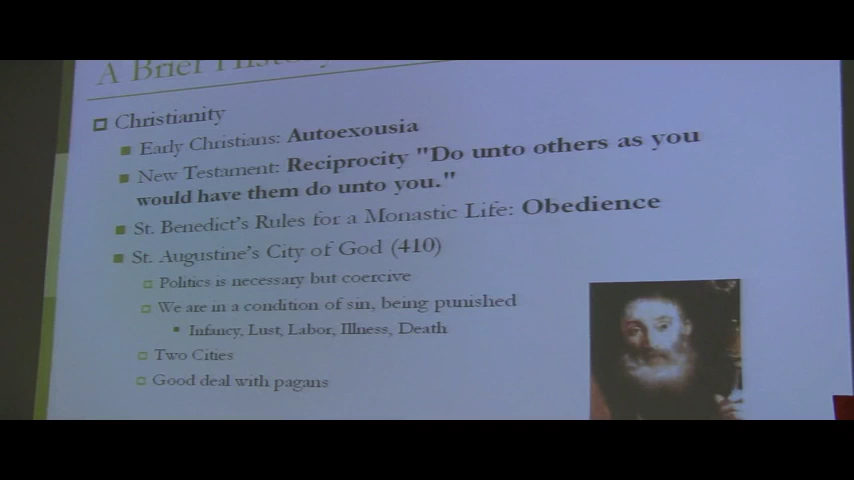 A Brief History
Christianity
Early Christians: Autoexousia
New Testament: Reciprocity "Do unto others as you
would have them do unto you."
St. Benedict's Rules for a Monastic Life: Obedience
St. Augustine's City of God (410)
Politics is necessary but coercive
We are in a condition of sin, being punished
Infancy, Lust, Labor, Illness, Death
Two Cities
Good deal with pagans